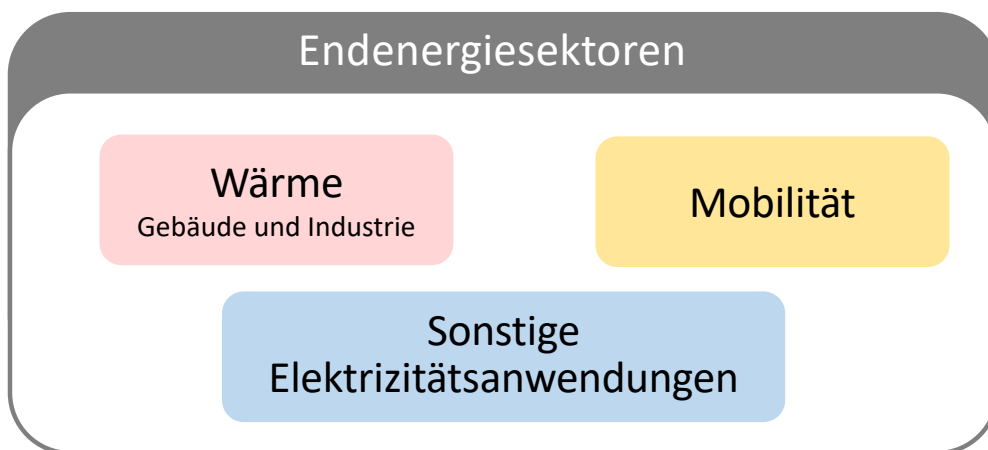 Endenergiesektoren
Wärme
Gebäude und Industrie
Mobilität
Sonstige
Elektrizitätsanwendungen